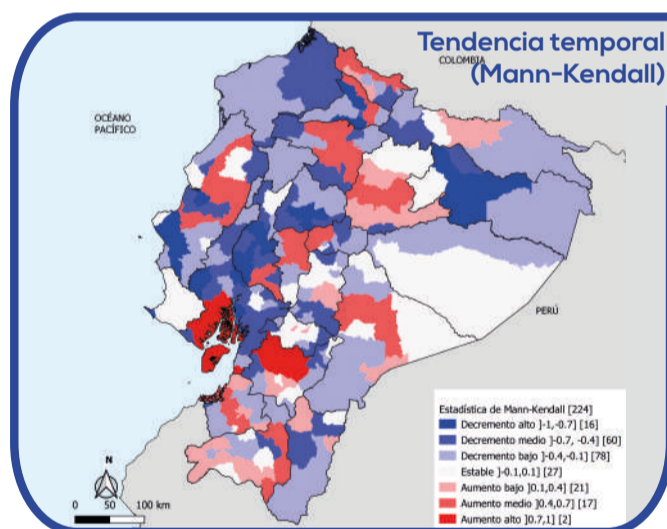 Tendencia temporal
(Mann-Kendall)
COLOMBIA
OCÉANO
PACÍFICO
PERÚ
Estadística de Mann-Kendall [224]
Decremento alto ]-1,-0.7] [16]
Decremento medio ]-0.7, -0.4] [60]
Decremento bajo ]-0.4,-0.1] [78]
Estable ]-0.1,0.1] [27]
Aumento bajo ]0.1,0.4] [21]
Aumento medio ]0.4,0.7] [17]
Aumento alto ]0.7,1] [2]
N
0 50 100 km